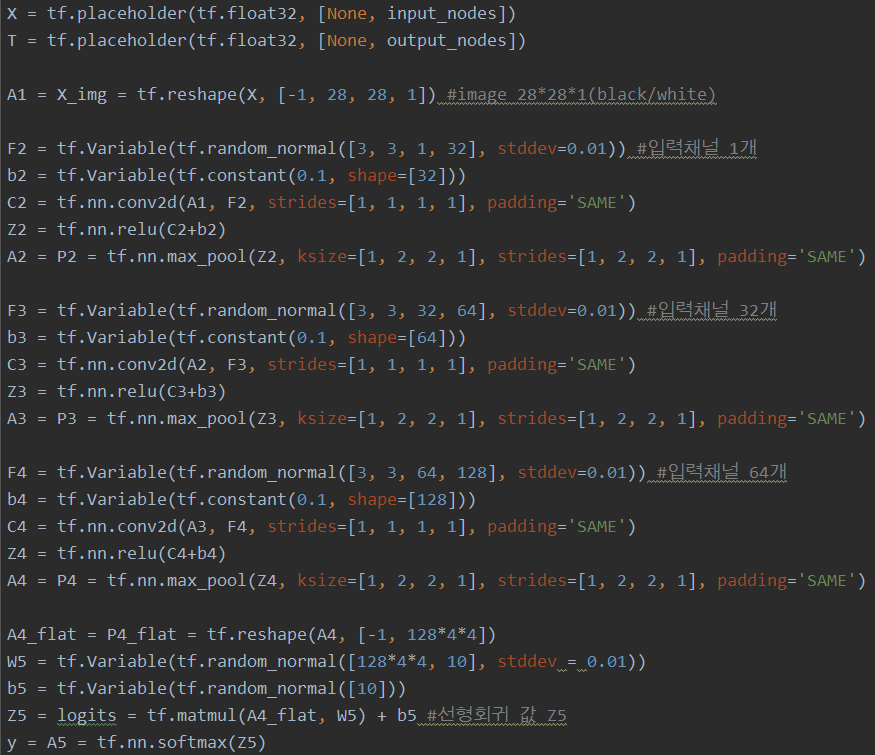 X = tf.placeholder(tf.float32, [None, input_nodes])
T = tf.placeholder(tf.float32, [None, output_nodes])
A1 = X_img = tf.reshape(X, [-1, 28, 28, 1]) #image 28*28*1(black/white)
F2 = tf.Variable(tf.random_normal([3, 3, 1, 32], stddev=0.01)) #입력채널 1개
b2 = tf.Variable(tf.constant(0.1, shape=[32]))
C2 = tf.nn.conv2d(A1, F2, strides=[1, 1, 1, 1], padding='SAME')
Z2 = tf.nn.relu(C2+b2)
A2 = P2 = tf.nn.max_pool(Z2, ksize=[1, 2, 2, 1], strides=[1, 2, 2, 1], padding='SAME')
F3 = tf.Variable(tf.random_normal([3, 3, 32, 64], stddev=0.01)) #입력채널 32개
b3 = tf.Variable(tf.constant(0.1, shape=[64]))
C3 = tf.nn.conv2d(A2, F3, strides=[1, 1, 1, 1], padding='SAME')
Z3 = tf.nn.relu(C3+b3)
A3 = P3 = tf.nn.max_pool(Z3, ksize=[1, 2, 2, 1], strides=[1, 2, 2, 1], padding='SAME')
F4 = tf.Variable(tf.random_normal([3, 3, 64, 128], stddev=0.01)) #입력채널 64개
b4 = tf.Variable(tf.constant(0.1, shape=[128]))
C4 = tf.nn.conv2d(A3, F4, strides=[1, 1, 1, 1], padding='SAME')
Z4 = tf.nn.relu(C4+b4)
A4 = P4 = tf.nn.max_pool(Z4, ksize=[1, 2, 2, 1], strides=[1, 2, 2, 1], padding='SAME')
A4_flat = P4_flat = tf.reshape(A4, [-1, 128*4*4])
W5 = tf.Variable(tf.random_normal([128*4*4, 10], stddev = 0.01))
b5 = tf.Variable(tf.random_normal([10]))
Z5 = logits = tf.matmul(A4_flat, W5) + b5 #선형회귀 값 Z5
y = A5 = tf.nn.softmax(Z5)